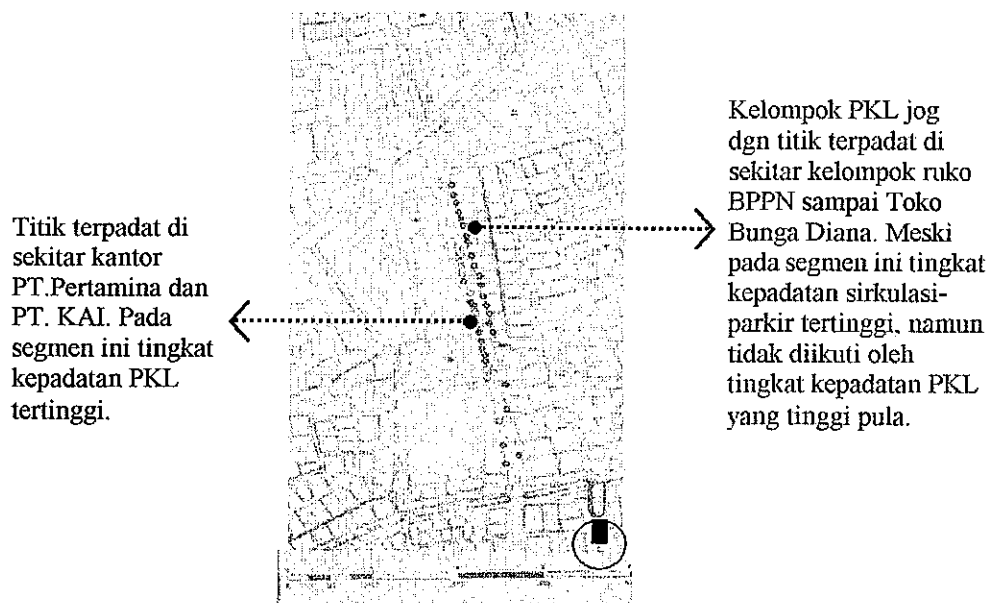 Titik terpadat di
sekitar kantor
PT.Pertamina dan
PT. KAI. Pada
segmen ini tingkat
kepadatan PKL
tertinggi.
Kelompok PKL jog
dgn titik terpadat di
sekitar kelompok ruko
BPPN sampai Toko
Bunga Diana. Meski
pada segmen ini tingkat
kepadatan sirkulasi-
parkir tertinggi, namun
tidak diikuti oleh
tingkat kepadatan PKL
yang tinggi pula.
U